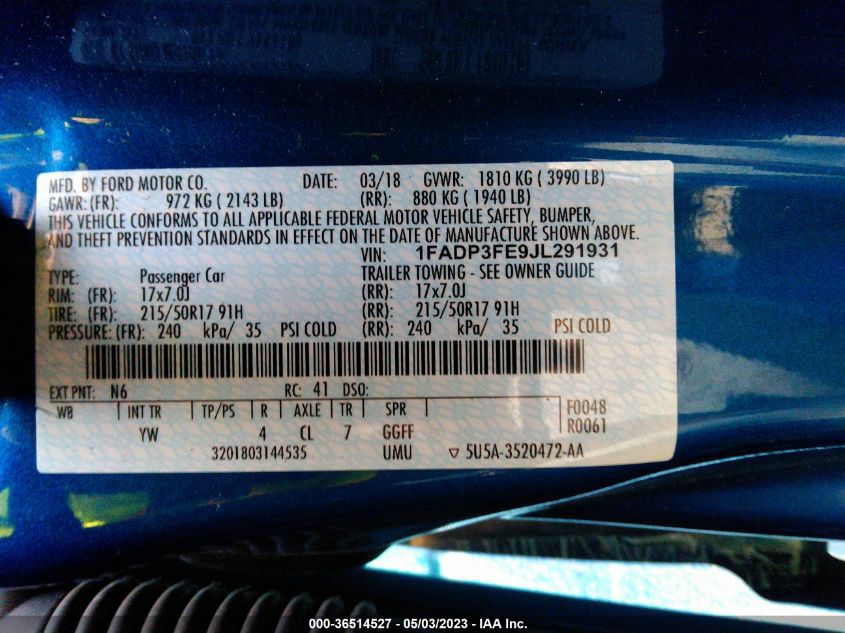 MFD. BY FORD MOTOR CO. DATE: 03/18 GVWR: 1810 KG ( 3990 LB)
GAWR: (FR): 972 KG ( 2143 LB) (RR): 880 KG ( 1940 LB)
THIS VEHICLE CONFORMS TO ALL APPLICABLE FEDERAL MOTOR VEHICLE SAFETY, BUMPER,
AND THEFT PREVENTION STANDARDS IN EFFECT ON THE DATE OF MANUFACTURE SHOWN ABOVE.
VIN: 1FADP3FE9JL291931
TYPE: Passenger Car TRAILER TOWING - SEE OWNER GUIDE
RIM: (FR): 17x7.0J (RR): 17x7.0J
TIRE: (FR): 215/50R17 91H (RR): 215/50R17 91H
PRESSURE: (FR): 240 kPa/ 35 PSI COLD (RR): 240 kPa/ 35 PSI COLD
EXT PNT: N6 RC: 41 DSO:
WB INT TR TP/PS R AXLE TR SPR F0048
YW 4 CL 7 GGFF R0061
3201803144535 UMU ▽ 5U5A-3520472-AA
000-36514527 - 05/03/2023 - IAA Inc.